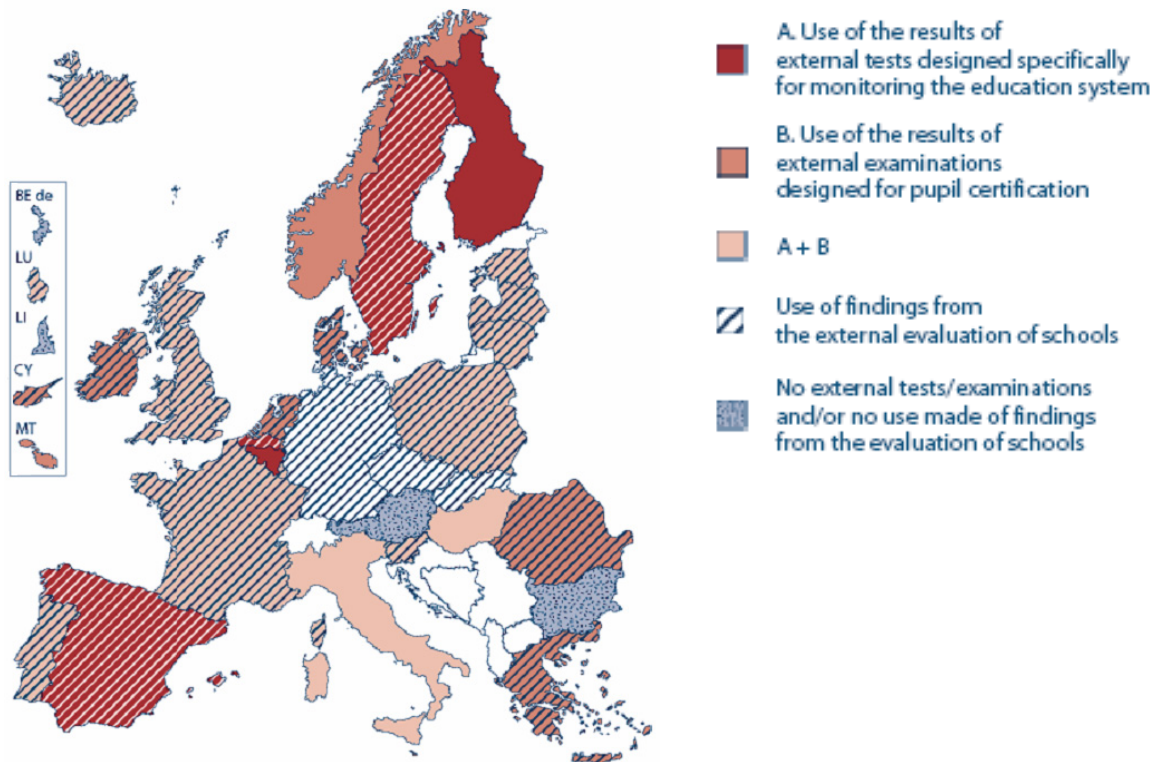 A. Use of the results of
external tests designed specifically
for monitoring the education system
B. Use of the results of
external examinations
designed for pupil certification
A + B
Use of findings from
the external evaluation of schools
No external tests/examinations
and/or no use made of findings
from the evaluation of schools
BE de
LU
LI
CY
MT